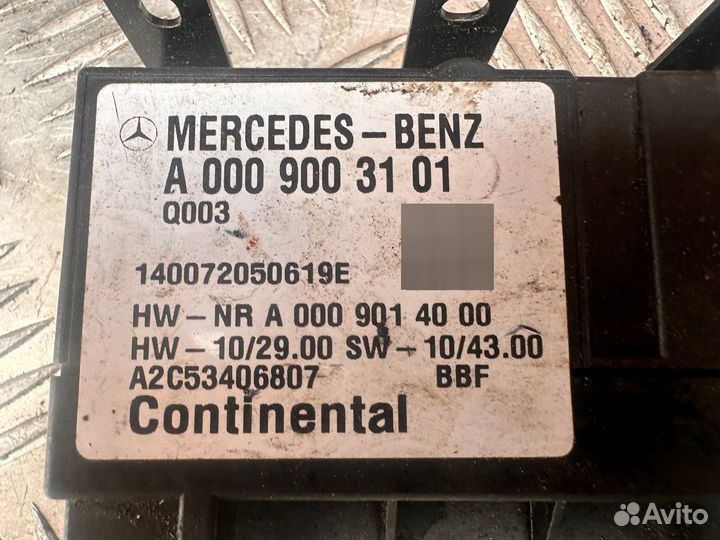 MERCEDES-BENZ
A 000 900 31 01
Q003
140072050619E
HW-NR A 000 901 40 00
HW-10/29.00 SW-10/43.00
A2C53406807 BBF
Continental
Avito